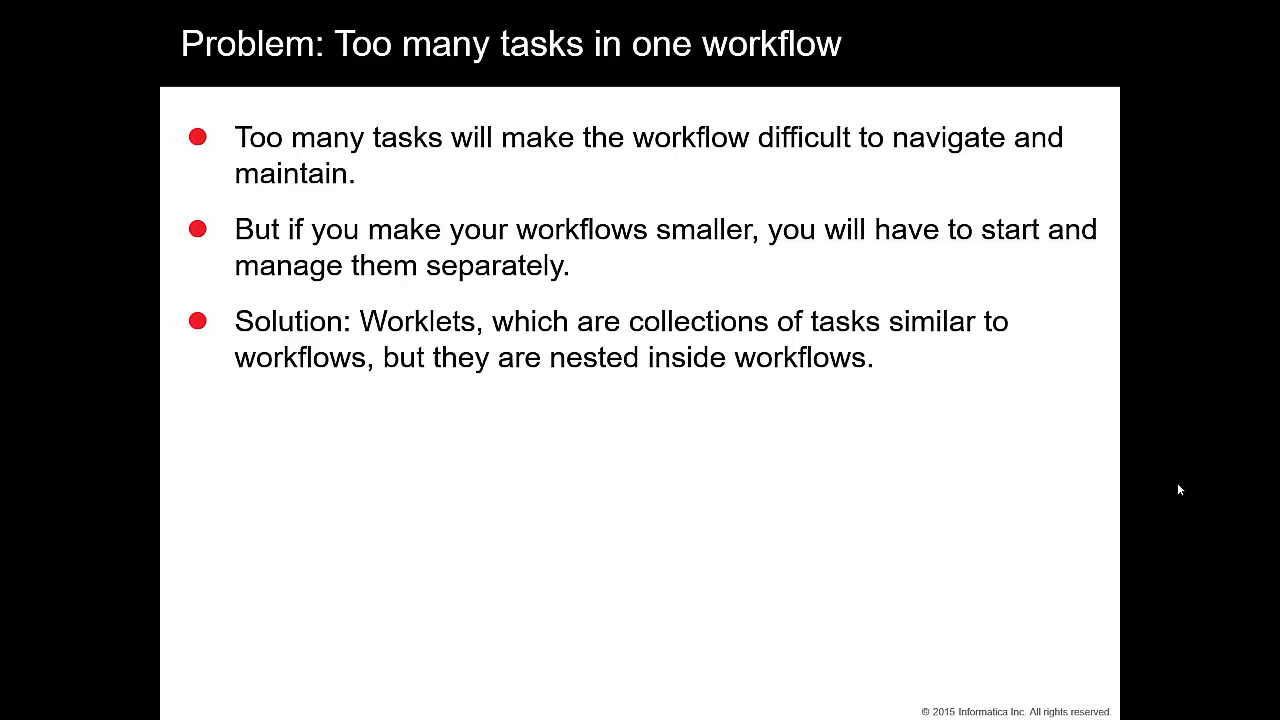 Problem: Too many tasks in one workflow
Too many tasks will make the workflow difficult to navigate and
maintain.
But if you make your workflows smaller, you will have to start and
manage them separately.
Solution: Worklets, which are collections of tasks similar to
workflows, but they are nested inside workflows.
© 2015 Informatica Inc. All rights reserved.